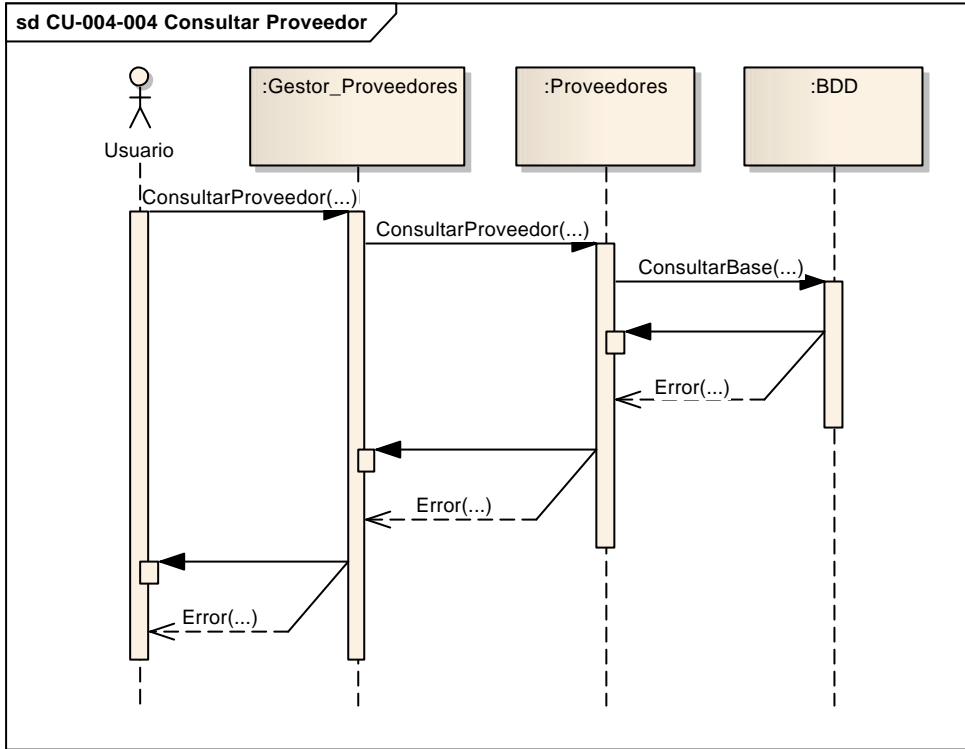 sd CU-004-004 Consultar Proveedor
:Gestor_Proveedores
:Proveedores
:BDD
Usuario
ConsultarProveedor(...)
ConsultarProveedor(...)
ConsultarBase(...)
Error(...)
Error(...)
Error(...)